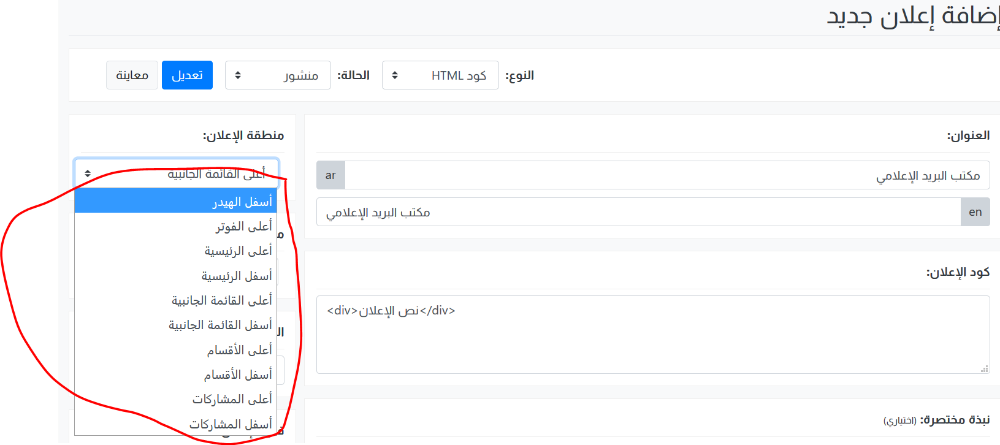 إضافة إعلان جديد
النوع: كود HTML الحالة: منشور تعديل معاينة
العنوان:
مكتب البريد الإعلامي ar
en مكتب البريد الإعلامي
كود الإعلان:
<div>نص الإعلان</div>
نبذة مختصرة: (اختياري)
منطقة الإعلان:
أعلى القائمة الجانبية
أسفل الهيدر
أعلى الفوتر
أعلى الرئيسية
أسفل الرئيسية
أعلى القائمة الجانبية
أسفل القائمة الجانبية
أعلى الأقسام
أسفل الأقسام
أعلى المشاركات
أسفل المشاركات